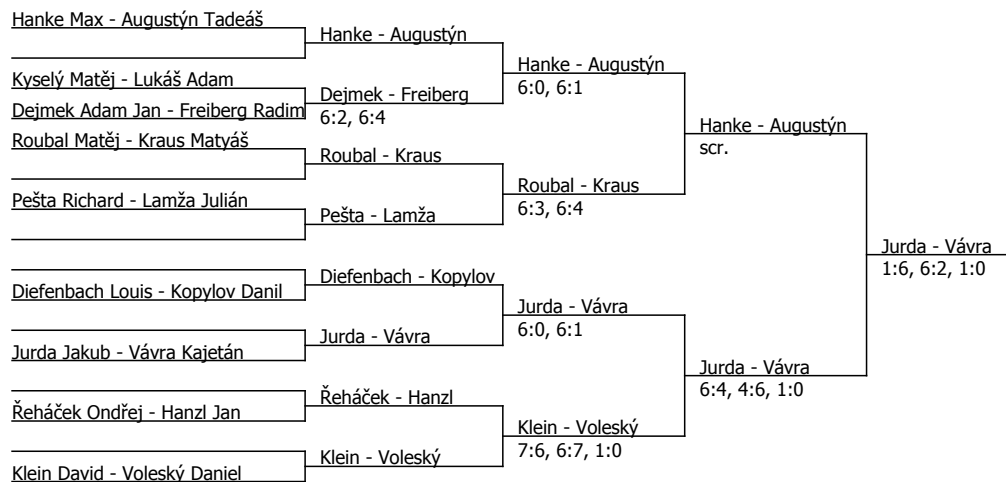 Hanke Max - Augustýn Tadeáš
Kyselý Matěj - Lukáš Adam
Dejmek Adam Jan - Freiberg Radim
Roubal Matěj - Kraus Matyáš
Pešta Richard - Lamža Julián
Diefenbach Louis - Kopylov Danil
Jurda Jakub - Vávra Kajetán
Řeháček Ondřej - Hanzl Jan
Klein David - Voleský Daniel
Hanke - Augustýn
Dejmek - Freiberg
6:2, 6:4
Roubal - Kraus
Pešta - Lamža
Diefenbach - Kopylov
Jurda - Vávra
Řeháček - Hanzl
Klein - Voleský
Hanke - Augustýn
6:0, 6:1
Roubal - Kraus
6:3, 6:4
Jurda - Vávra
6:0, 6:1
Klein - Voleský
7:6, 6:7, 1:0
Hanke - Augustýn
scr.
Jurda - Vávra
6:4, 4:6, 1:0
Jurda - Vávra
1:6, 6:2, 1:0